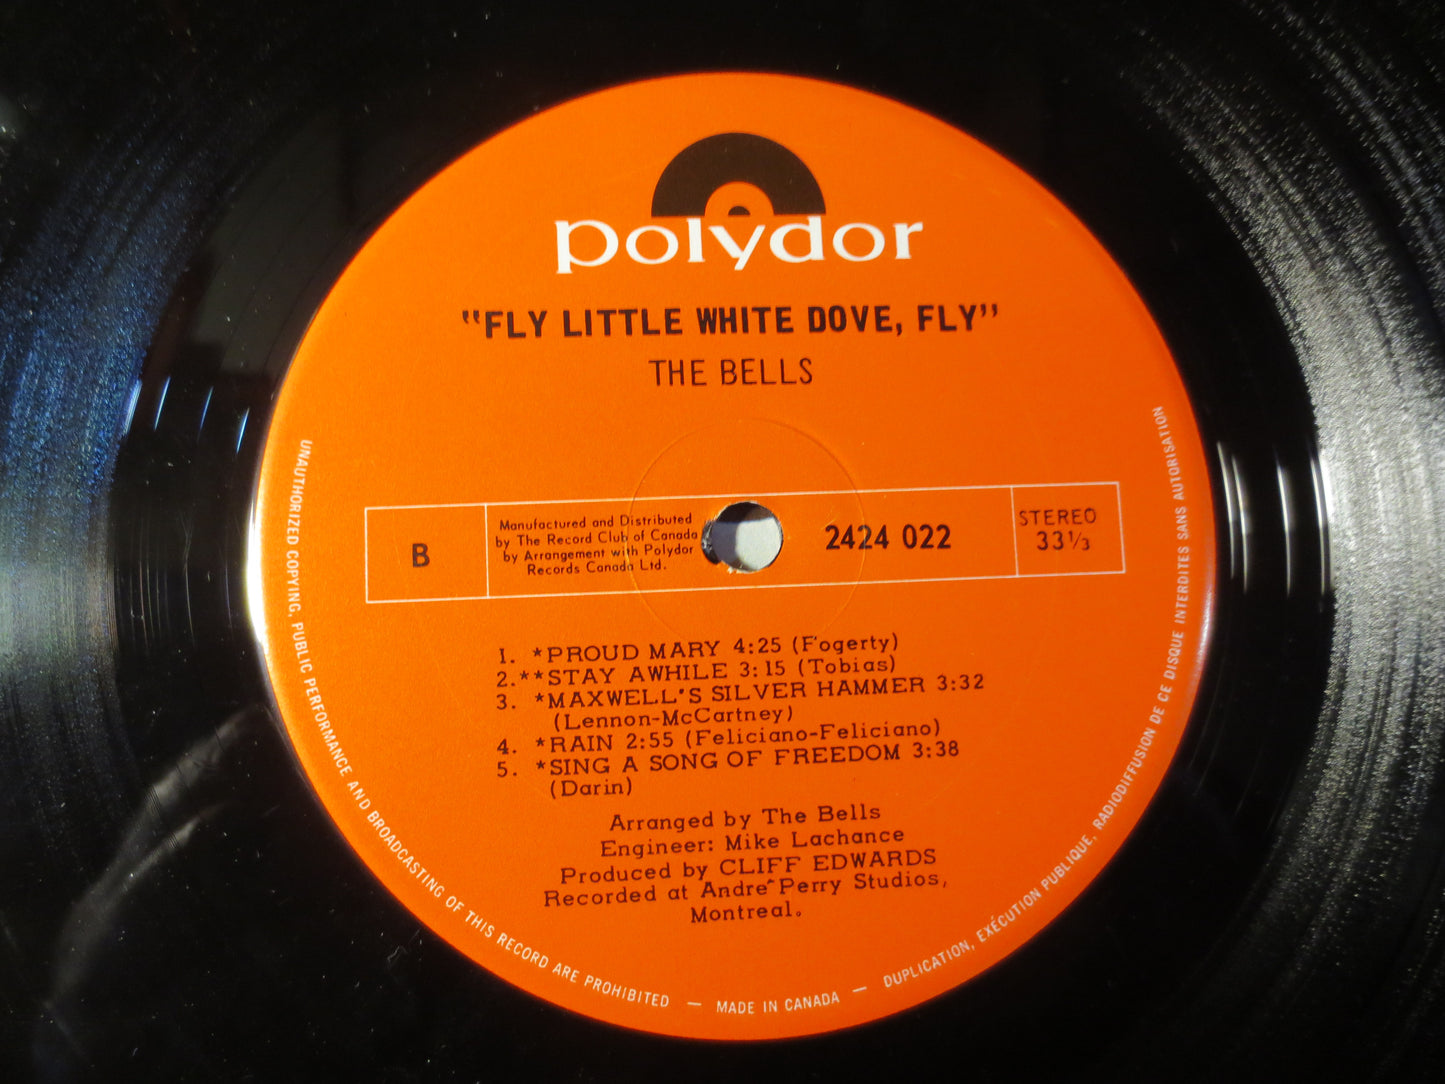 polydor
"FLY LITTLE WHITE DOVE, FLY"
THE BELLS
B
Manufactured and Distributed
by The Record Club of Canada
by Arrangement with Polydor
Records Canada Ltd.
2424 022
STEREO
33⅓
1. *PROUD MARY 4:25 (Fogerty)
2.**STAY AWHILE 3:15 (Tobias)
3. *MAXWELL'S SILVER HAMMER 3:32
(Lennon-McCartney)
4. *RAIN 2:55 (Feliciano-Feliciano)
5. *SING A SONG OF FREEDOM 3:38
(Darin)
Arranged by The Bells
Engineer: Mike Lachance
Produced by CLIFF EDWARDS
Recorded at Andreˆ Perry Studios,
Montreal.
UNAUTHORIZED COPYING, PUBLIC PERFORMANCE AND BROADCASTING OF THIS RECORD ARE PROHIBITED — MADE IN CANADA — DUPLICATION, EXÉCUTION PUBLIQUE, RADIODIFFUSION DE CE DISQUE INTERDITES SANS AUTORISATION